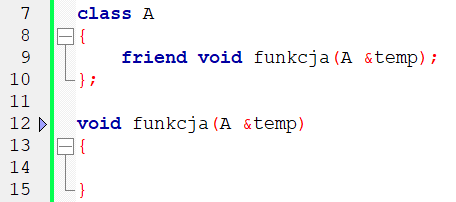 7 class A
8 {
9 friend void funkcja(A &temp);
10 };
11
12 void funkcja(A &temp)
13 {
14
15 }